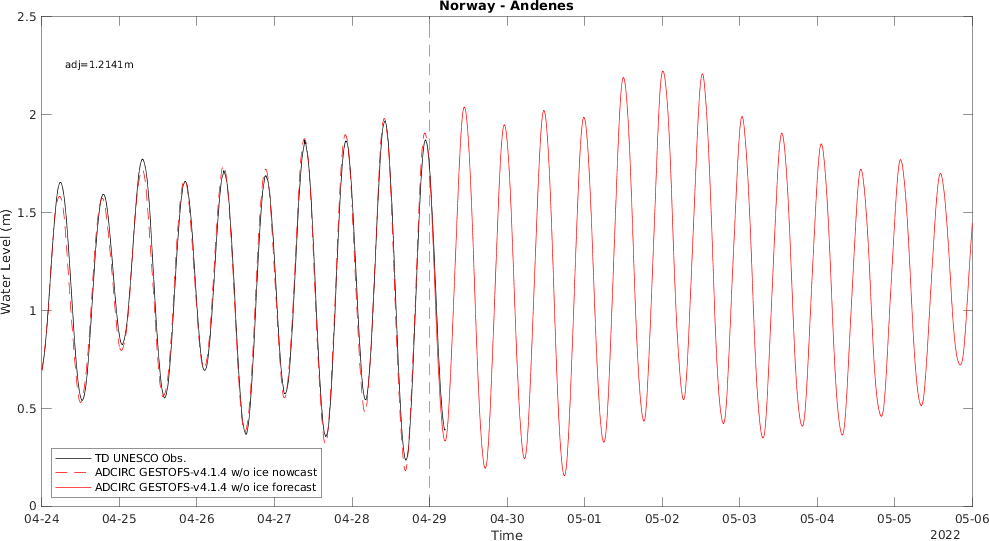 Norway - Andenes
2.5
adj=1.2141m
2
1.5
Water Level (m)
1
0.5
TD UNESCO Obs.
ADCIRC GESTOFS-v4.1.4 w/o ice nowcast
ADCIRC GESTOFS-v4.1.4 w/o ice forecast
0
04-24 04-25 04-26 04-27 04-28 04-29 04-30 05-01 05-02 05-03 05-04 05-05 05-06
Time
2022